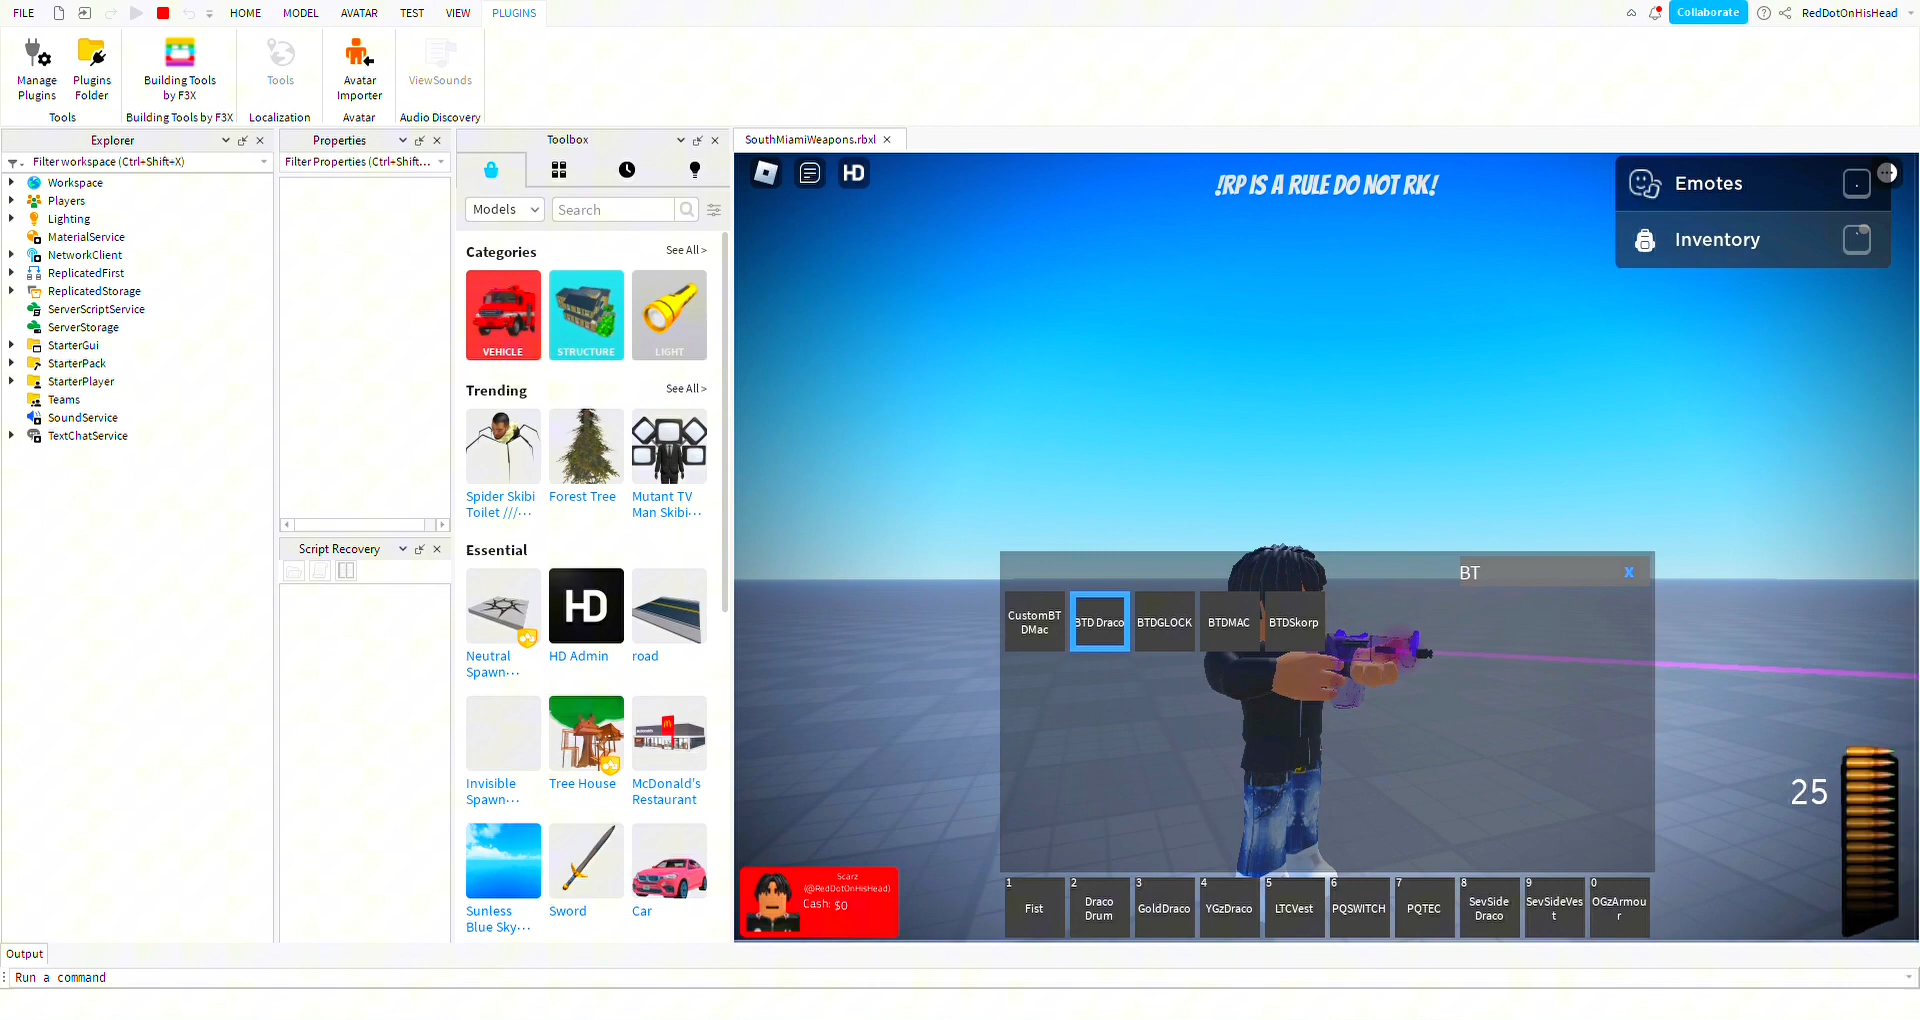 FILE
HOME
MODEL
AVATAR
TEST
VIEW
PLUGINS
Collaborate
RedDotOnHisHead
Manage
Plugins
Plugins
Folder
Building Tools
by F3X
Tools
Avatar
Importer
ViewSounds
Tools
Building Tools by F3X
Localization
Avatar
Audio Discovery
Explorer
Filter workspace (Ctrl+Shift+X)
Workspace
Players
Lighting
MaterialService
NetworkClient
ReplicatedFirst
ReplicatedStorage
ServerScriptService
ServerStorage
StarterGui
StarterPack
StarterPlayer
Teams
SoundService
TextChatService
Properties
Filter Properties (Ctrl+Shift...
Script Recovery
Toolbox
Models
Search
Categories
See All >
VEHICLE
STRUCTURE
LIGHT
Trending
See All >
Spider Skibi
Toilet ///...
Forest Tree
Mutant TV
Man Skibi...
Essential
HD
Neutral
Spawn...
HD Admin
road
Invisible
Spawn...
Tree House
McDonald's
Restaurant
Sunless
Blue Sky...
Sword
Car
SouthMiamiWeapons.rbxl
HD
!RP IS A RULE DO NOT RK!
Emotes
.
Inventory
BT
X
CustomBT
DMac
BTD Draco
BTDGLOCK
BTDMAC
BTDSkorp
25
Scarz
(@RedDotOnHisHead)
Cash: $0
1
Fist
2
Draco
Drum
3
GoldDraco
4
YGzDraco
5
LTCVest
6
PQSWITCH
7
PQTEC
8
SevSide
Draco
9
SevSideVes
t
0
OGzArmou
r
Output
Run a command